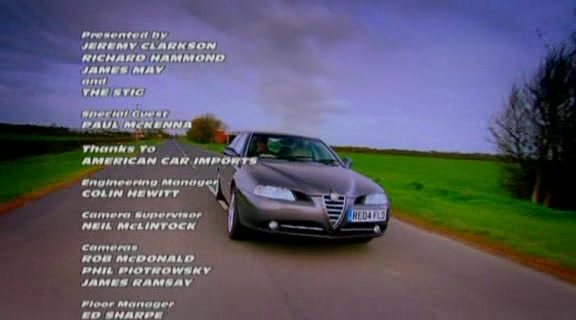 Presented by
JEREMY CLARKSON
RICHARD HAMMOND
JAMES MAY
and
THE STIG
Special Guest
PAUL McKENNA
Thanks To
AMERICAN CAR IMPORTS
Engineering Manager
COLIN HEWITT
Camera Supervisor
NEIL McLINTOCK
Cameras
ROB McDONALD
PHIL PIOTROWSKY
JAMES RAMSAY
Floor Manager
ED SHARPE
RE04 FLD